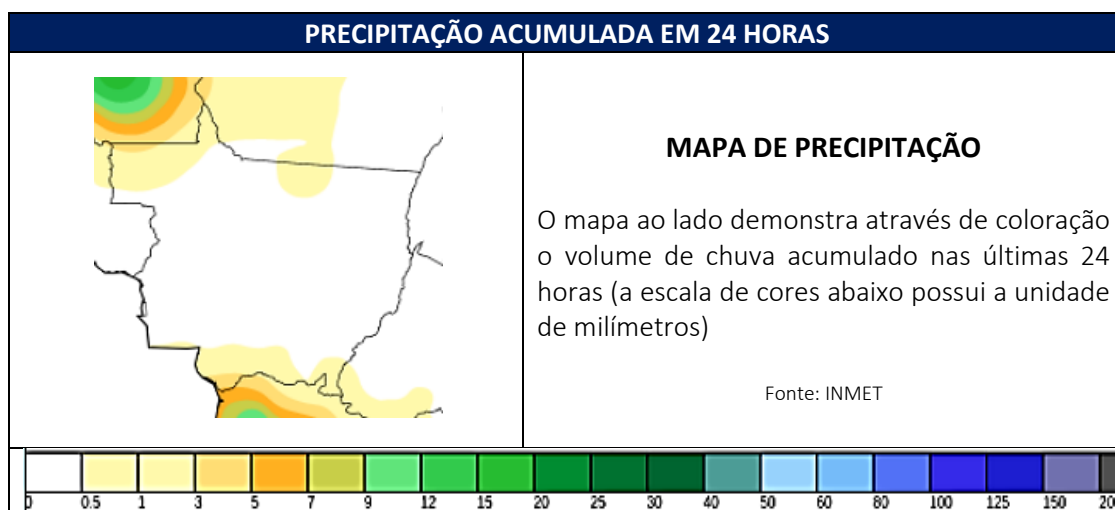 PRECIPITAÇÃO ACUMULADA EM 24 HORAS
MAPA DE PRECIPITAÇÃO
O mapa ao lado demonstra através de coloração
o volume de chuva acumulado nas últimas 24
horas (a escala de cores abaixo possui a unidade
de milímetros)
Fonte: INMET
0 0.5 1 3 5 7 9 12 15 20 25 30 40 50 60 80 100 125 150